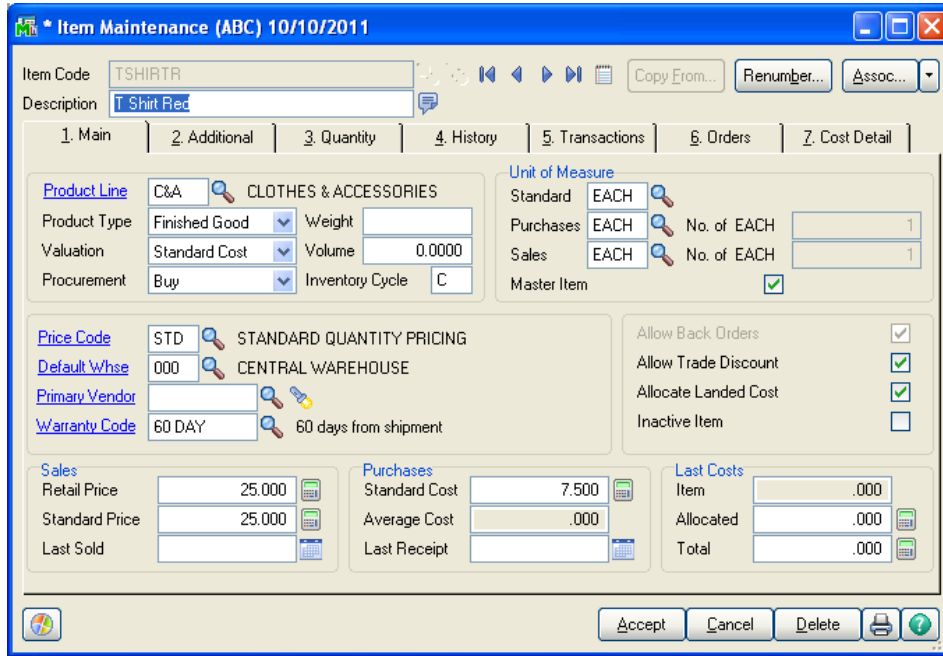 * Item Maintenance (ABC) 10/10/2011
Item Code TSHIRTR Copy From... Renumber... Assoc...
Description T Shirt Red
1. Main 2. Additional 3. Quantity 4. History 5. Transactions 6. Orders 7. Cost Detail
Product Line C&A CLOTHES & ACCESSORIES
Product Type Finished Good Weight
Valuation Standard Cost Volume 0.0000
Procurement Buy Inventory Cycle C
Unit of Measure
Standard EACH
Purchases EACH No. of EACH 1
Sales EACH No. of EACH 1
Master Item
Price Code STD STANDARD QUANTITY PRICING
Default Whse 000 CENTRAL WAREHOUSE
Primary Vendor
Warranty Code 60 DAY 60 days from shipment
Allow Back Orders
Allow Trade Discount
Allocate Landed Cost
Inactive Item
Sales
Retail Price 25.000
Standard Price 25.000
Last Sold
Purchases
Standard Cost 7.500
Average Cost .000
Last Receipt
Last Costs
Item .000
Allocated .000
Total .000
Accept Cancel Delete